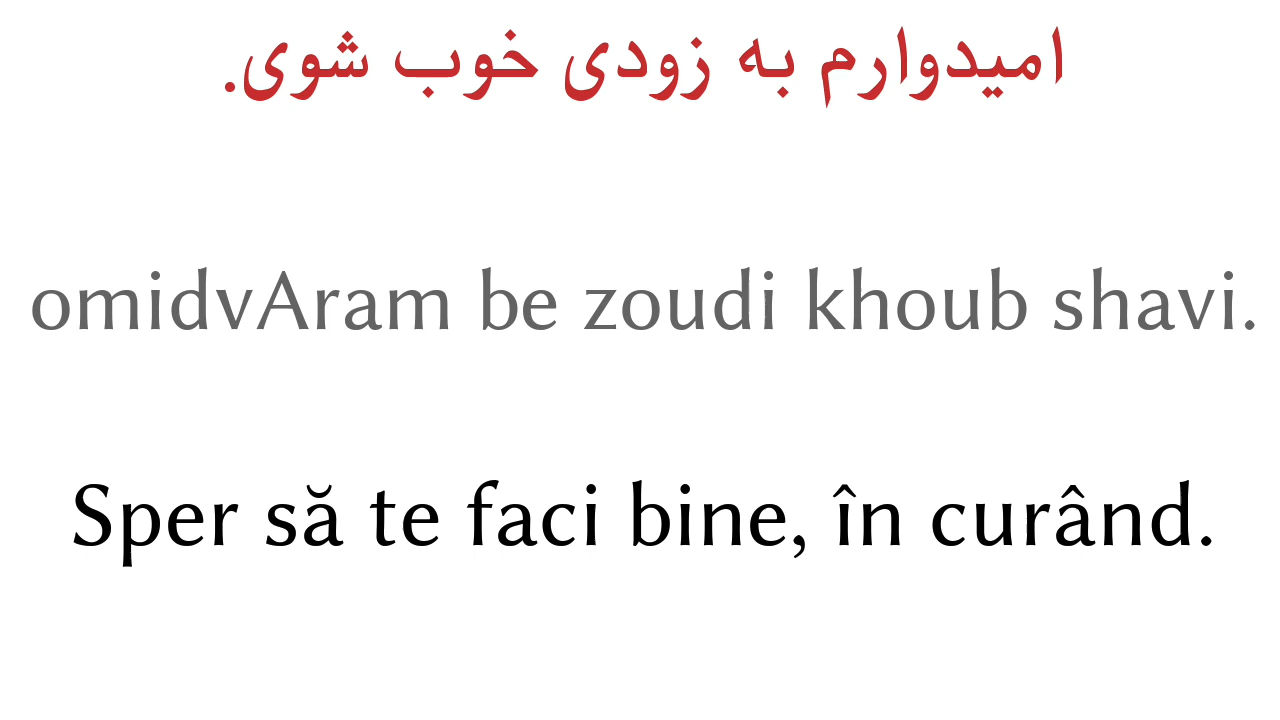 امیدوارم به زودی خوب شوی.
omidvAram be zoudi khoub shavi.
Sper să te faci bine, în curând.